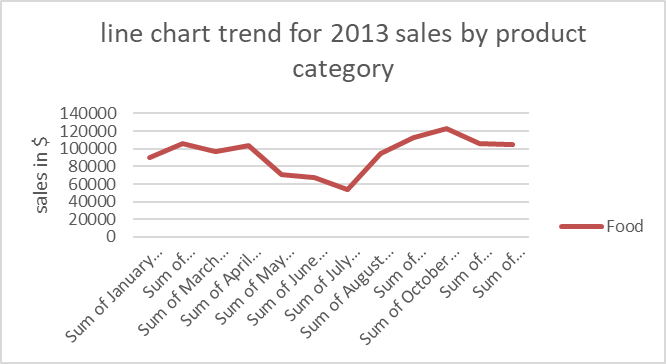 line chart trend for 2013 sales by product
category
sales in $
140000
120000
100000
80000
60000
40000
20000
0
Sum of January...
Sum of...
Sum of March...
Sum of April...
Sum of May...
Sum of June...
Sum of July...
Sum of August...
Sum of...
Sum of October...
Sum of...
Sum of...
Food